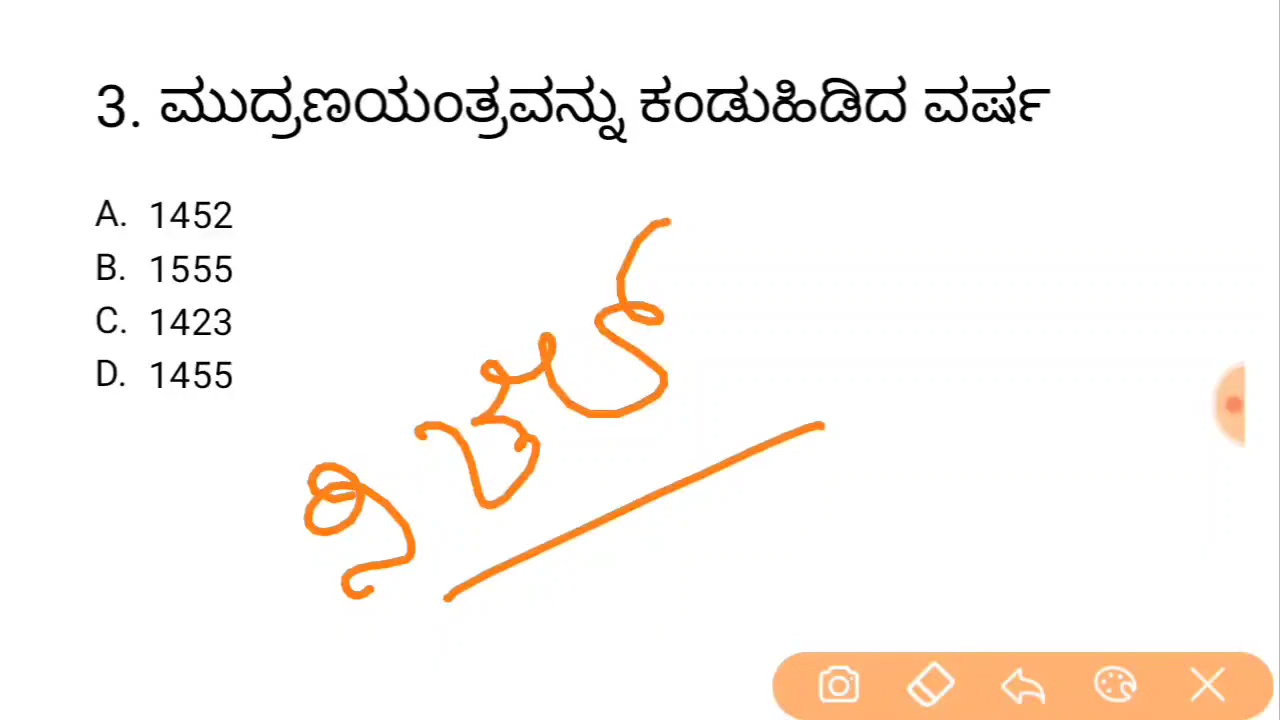 3. ಮುದ್ರಣಯಂತ್ರವನ್ನು ಕಂಡುಹಿಡಿದ ವರ್ಷ
A. 1452
B. 1555
C. 1423
D. 1455